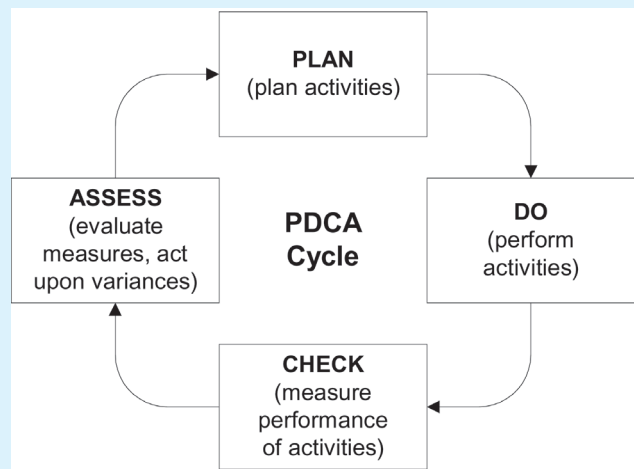 PLAN
(plan activities)
ASSESS
(evaluate
measures, act
upon variances)
PDCA
Cycle
DO
(perform
activities)
CHECK
(measure
performance
of activities)